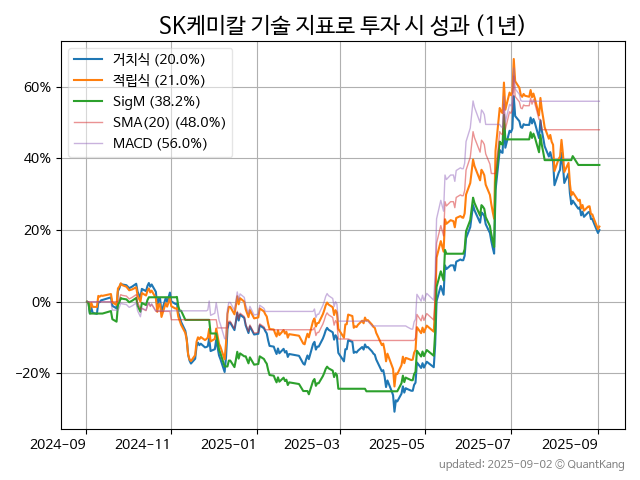 SK케미칼 기술 지표로 투자 시 성과 (1년)
거치식 (20.0%)
적립식 (21.0%)
SigM (38.2%)
SMA(20) (48.0%)
MACD (56.0%)
60%
40%
20%
0%
−20%
2024-09
2024-11
2025-01
2025-03
2025-05
2025-07
2025-09
updated: 2025-09-02 © QuantKang